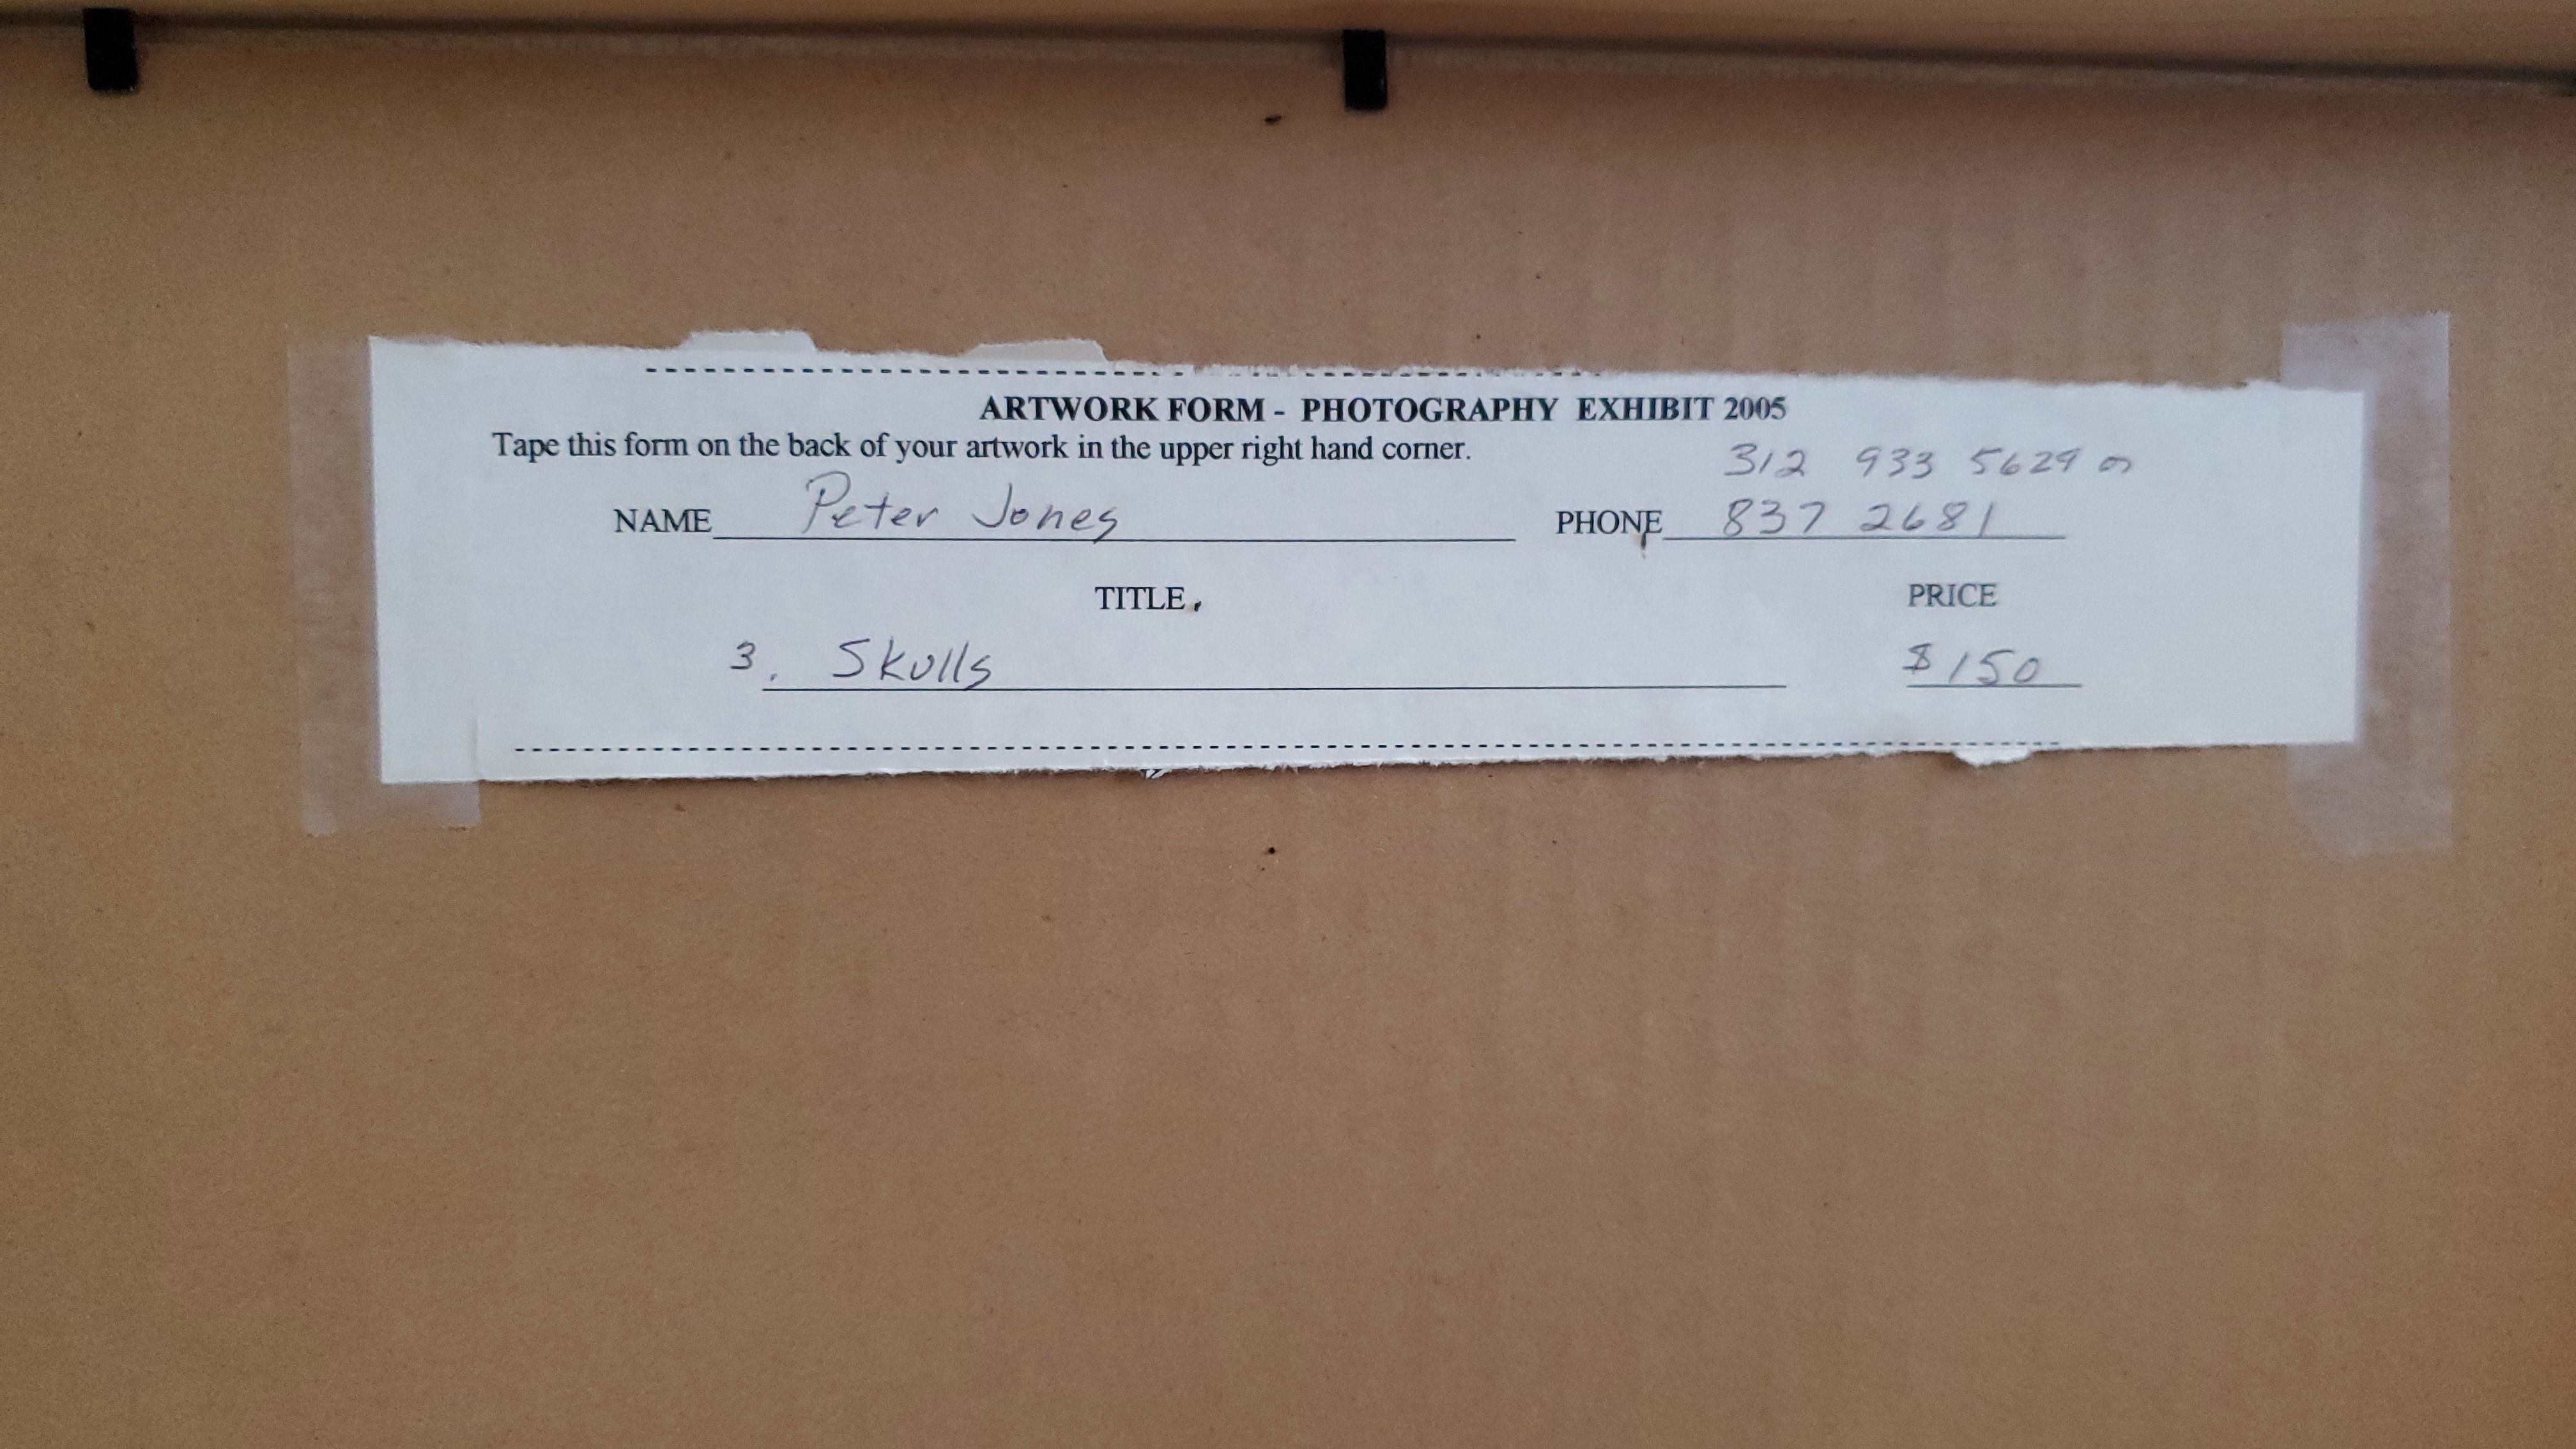 ARTWORK FORM - PHOTOGRAPHY EXHIBIT 2005
Tape this form on the back of your artwork in the upper right hand corner.
312 933 5629 or
NAME Peter Jones PHONE 837 2681
TITLE PRICE
3. Skulls $150